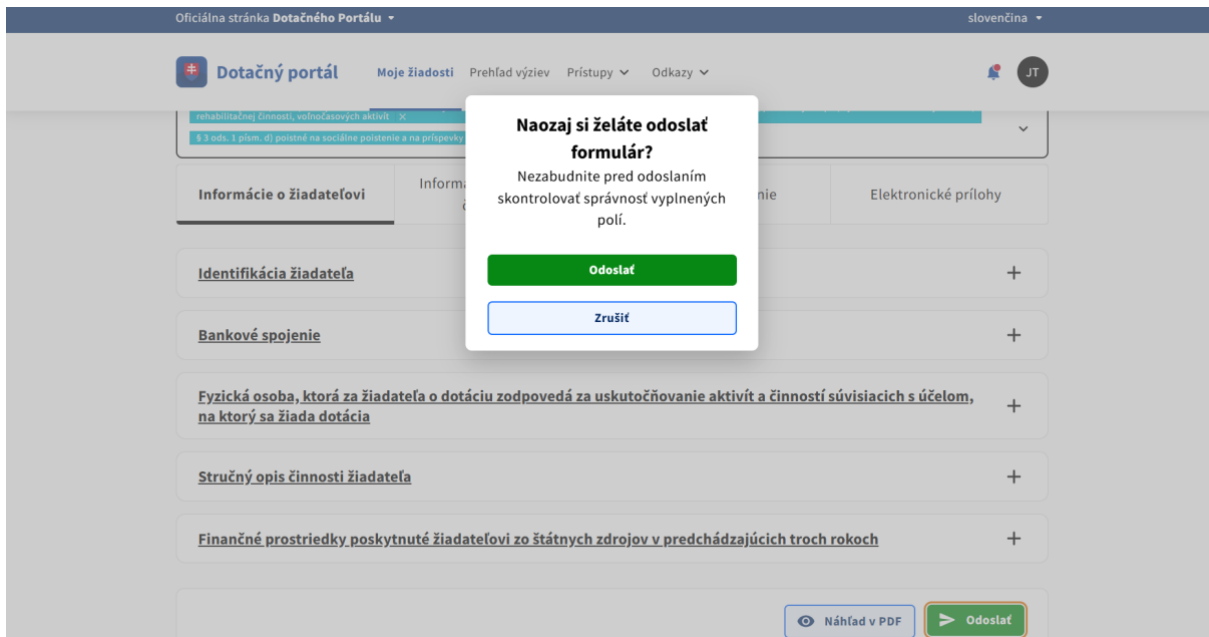 Oficiálna stránka Dotačného Portálu
slovenčina
Dotačný portál
Moje žiadosti
Prehľad výziev
Prístupy
Odkazy
JT
rehabilitačnej činnosti, voľnočasových aktivít
§ 3 ods. 1 písm. d) poistné na sociálne poistenie a na príspevky
Naozaj si želáte odoslať
formulár?
Nezabudnite pred odoslaním
skontrolovať správnosť vyplnených
polí.
Odoslať
Zrušiť
Informácie o žiadateľovi
Elektronické prílohy
Identifikácia žiadateľa
Bankové spojenie
Fyzická osoba, ktorá za žiadateľa o dotáciu zodpovedá za uskutočňovanie aktivít a činností súvisiacich s účelom,
na ktorý sa žiada dotácia
Stručný opis činnosti žiadateľa
Finančné prostriedky poskytnuté žiadateľovi zo štátnych zdrojov v predchádzajúcich troch rokoch
Náhľad v PDF
Odoslať